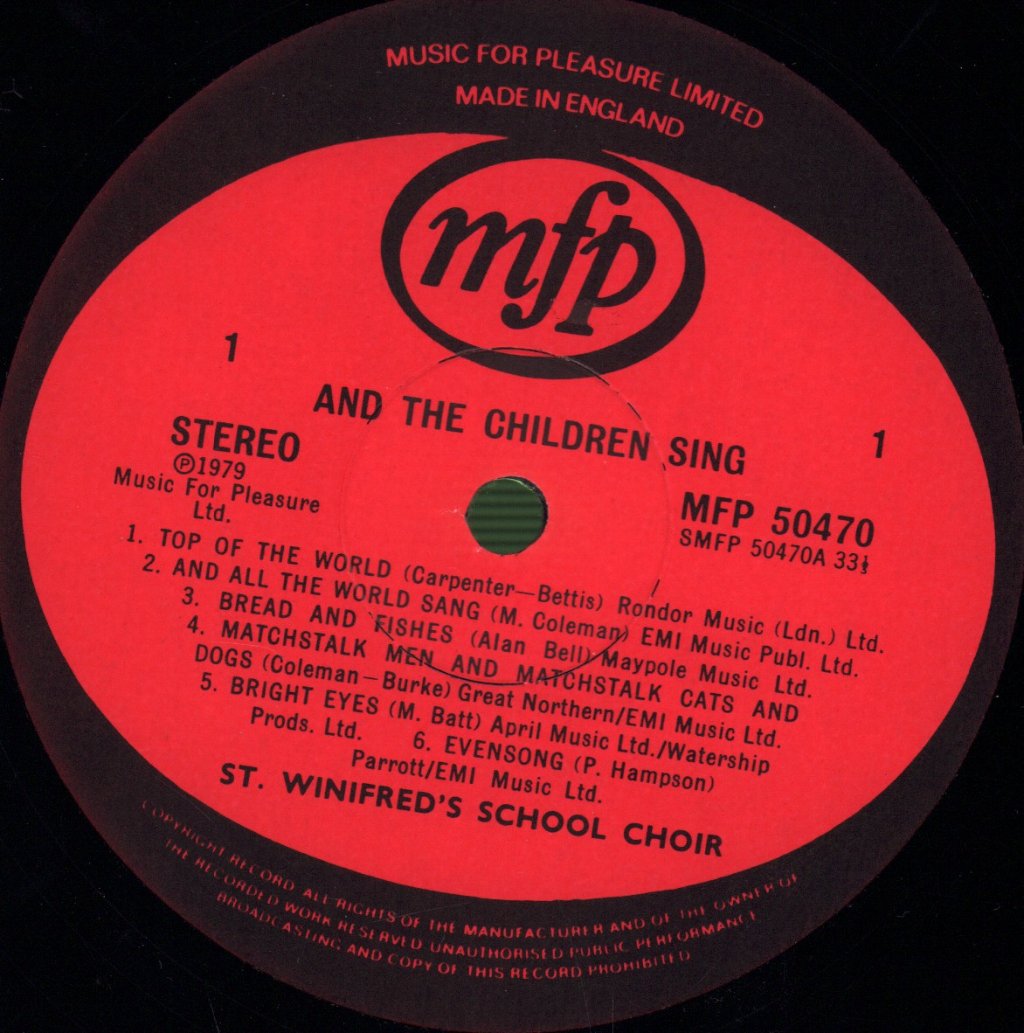 MUSIC FOR PLEASURE LIMITED
MADE IN ENGLAND
mfp
1
AND THE CHILDREN SING
1
STEREO
Ⓟ1979
Music For Pleasure
Ltd.
MFP 50470
SMFP 50470A 33⅓
1. TOP OF THE WORLD (Carpenter—Bettis) Rondor Music (Ldn.) Ltd.
2. AND ALL THE WORLD SANG (M. Coleman) EMI Music Publ. Ltd.
3. BREAD AND FISHES (Alan Bell) Maypole Music Ltd.
4. MATCHSTALK MEN AND MATCHSTALK CATS AND
DOGS (Coleman—Burke) Great Northern/EMI Music Ltd.
5. BRIGHT EYES (M. Batt) April Music Ltd./Watership
Prods. Ltd. 6. EVENSONG (P. Hampson)
Parrott/EMI Music Ltd.
ST. WINIFRED'S SCHOOL CHOIR
COPYRIGHT RECORD ALL RIGHTS OF THE MANUFACTURER AND OF THE OWNER OF
THE RECORDED WORK RESERVED UNAUTHORISED PUBLIC PERFORMANCE
BROADCASTING AND COPY OF THIS RECORD PROHIBITED